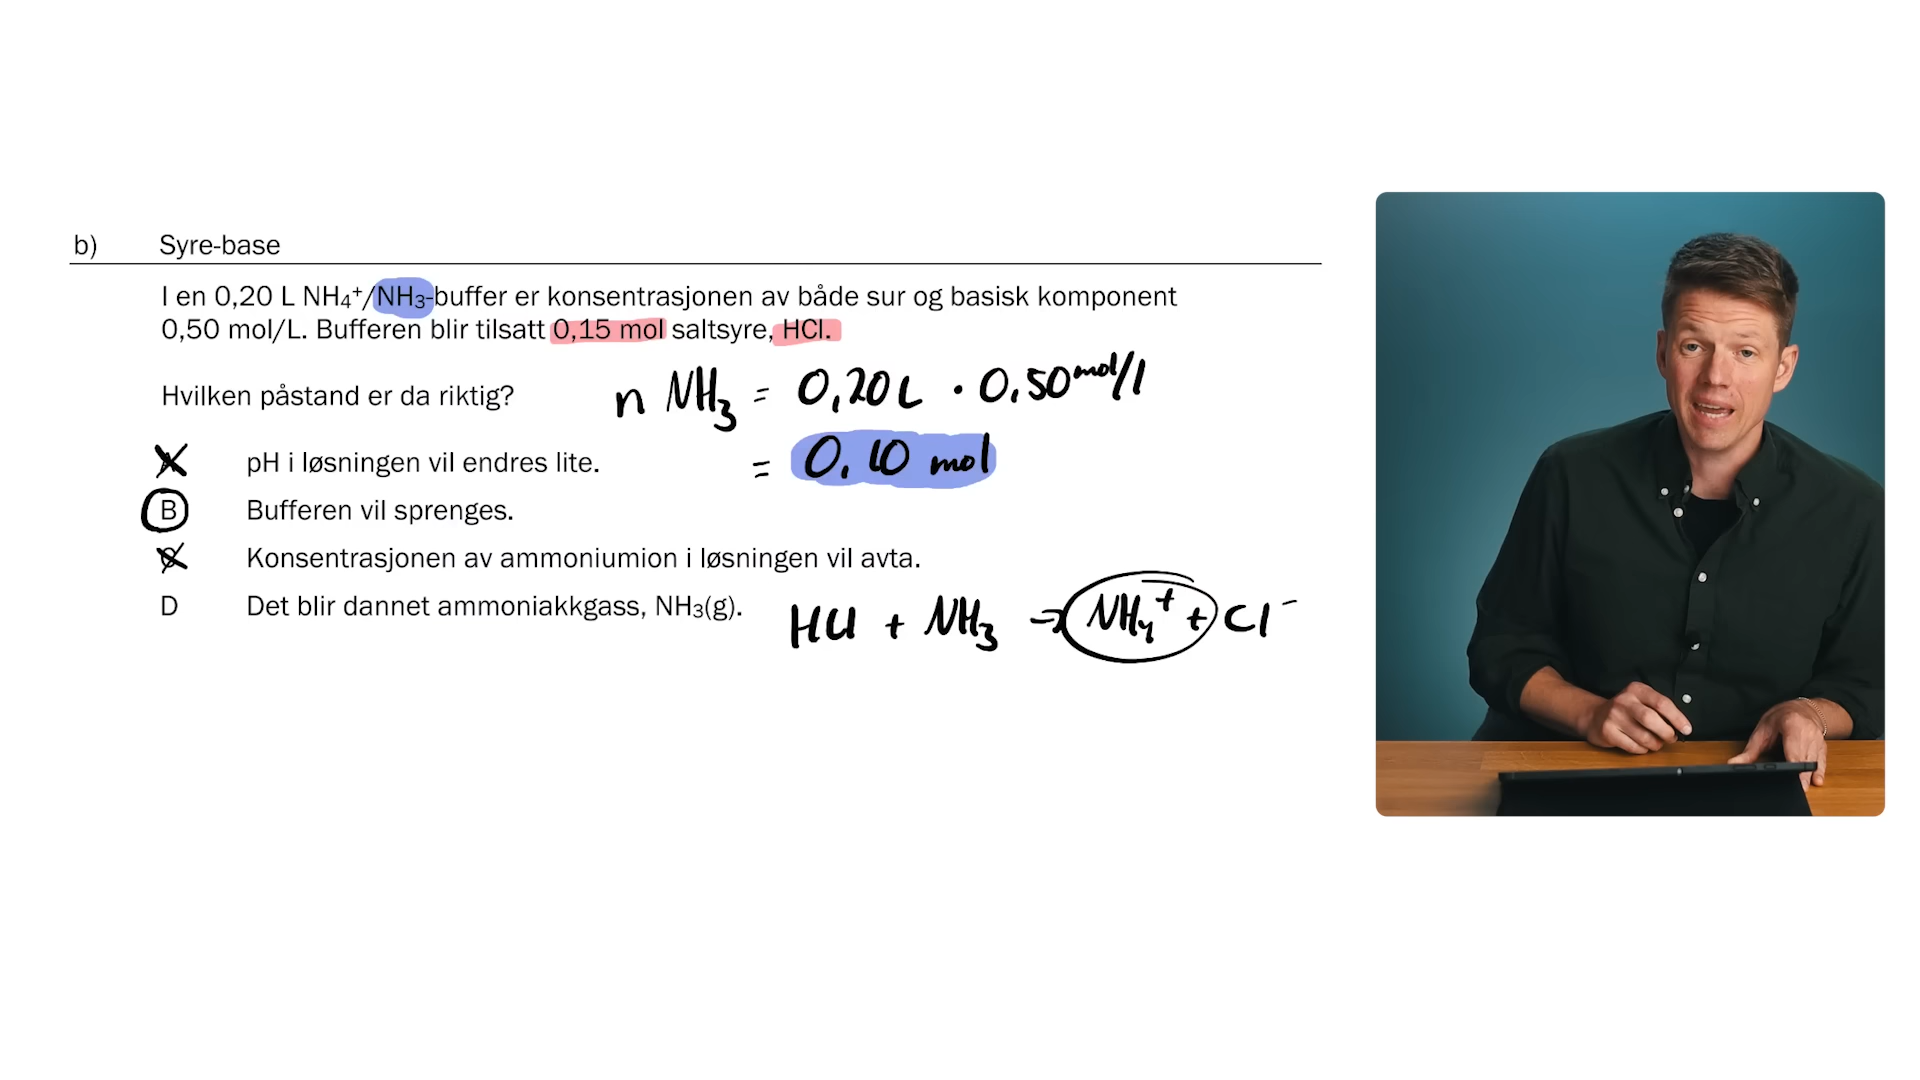 b) Syre-base
I en 0,20 L NH₄⁺/NH₃-buffer er konsentrasjonen av både sur og basisk komponent
0,50 mol/L. Bufferen blir tilsatt 0,15 mol saltsyre, HCl.
Hvilken påstand er da riktig?
n NH₃ = 0,20 L · 0,50 mol/l
= 0,10 mol
A pH i løsningen vil endres lite.
B Bufferen vil sprenges.
C Konsentrasjonen av ammoniumion i løsningen vil avta.
D Det blir dannet ammoniakkgass, NH₃(g).
HCl + NH₃ → NH₄⁺ + Cl⁻